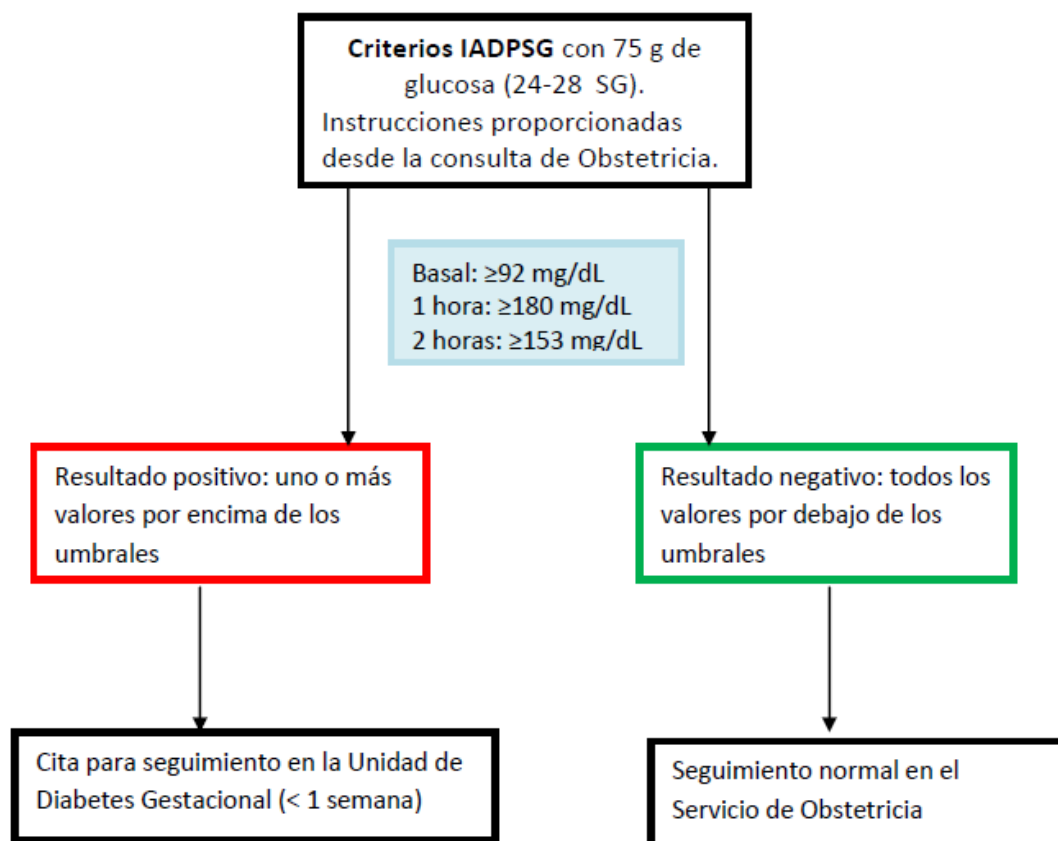 Criterios IADPSG con 75 g de
glucosa (24-28 SG).
Instrucciones proporcionadas
desde la consulta de Obstetricia.
Basal: ≥92 mg/dL
1 hora: ≥180 mg/dL
2 horas: ≥153 mg/dL
Resultado positivo: uno o más
valores por encima de los
umbrales
Resultado negativo: todos los
valores por debajo de los
umbrales
Cita para seguimiento en la Unidad de
Diabetes Gestacional (< 1 semana)
Seguimiento normal en el
Servicio de Obstetricia